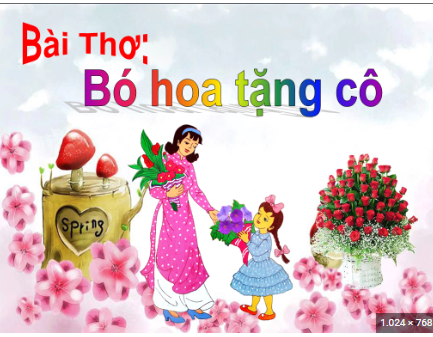 Bài Thơ:
Bó hoa tặng cô
Spring
1.024 × 768